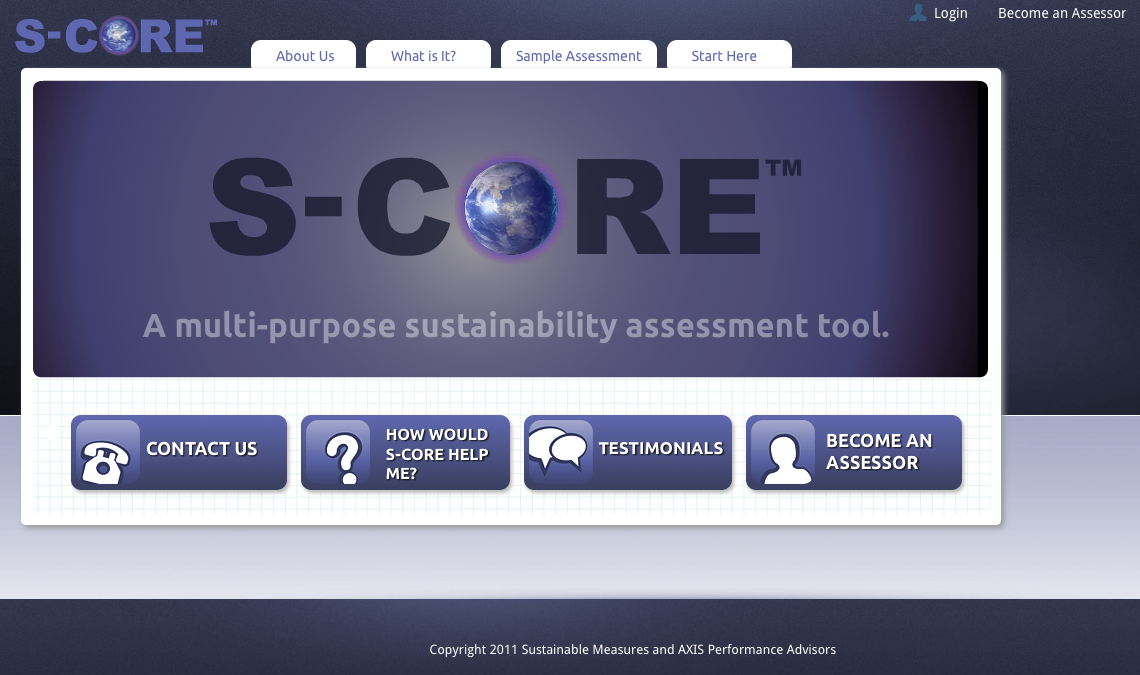 S-CORE™
Login
Become an Assessor
About Us
What is It?
Sample Assessment
Start Here
S-CORE™
A multi-purpose sustainability assessment tool.
CONTACT US
HOW WOULD
S-CORE HELP
ME?
TESTIMONIALS
BECOME AN
ASSESSOR
Copyright 2011 Sustainable Measures and AXIS Performance Advisors